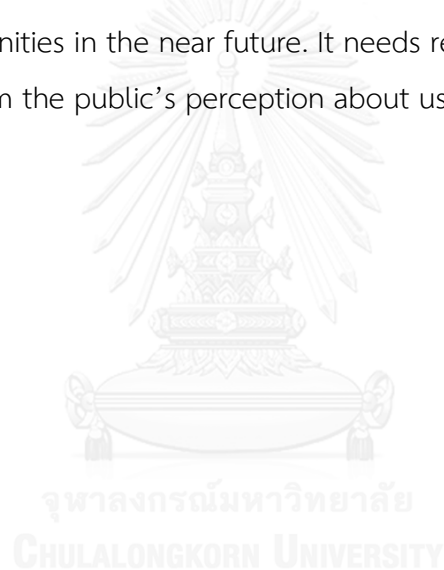 nities in the near future. It needs re
m the public’s perception about us
จุฬาลงกรณ์มหาวิทยาลัย
CHULALONGKORN UNIVERSITY